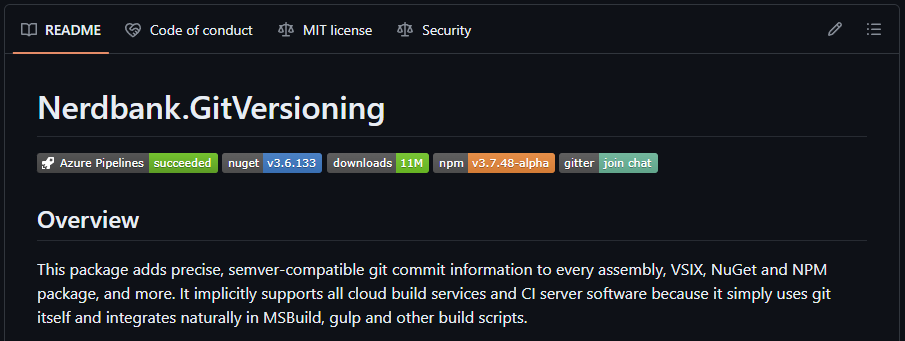 README Code of conduct MIT license Security
Nerdbank.GitVersioning
Azure Pipelines succeeded nuget v3.6.133 downloads 11M npm v3.7.48-alpha gitter join chat
Overview
This package adds precise, semver-compatible git commit information to every assembly, VSIX, NuGet and NPM
package, and more. It implicitly supports all cloud build services and CI server software because it simply uses git
itself and integrates naturally in MSBuild, gulp and other build scripts.